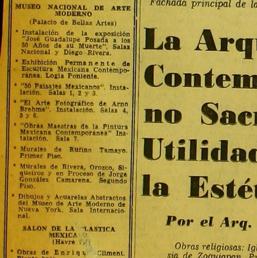 MUSEO NACIONAL DE ARTE
MODERNO
(Palacio de Bellas Artes)
* Instalación de la exposición
"José Guadalupe Posada a los
50 Años de su Muerte". Salas
Nacional y Diego Rivera.
* Exhibición Permanente de
Escultura Mexicana Contempo-
ránea. Logia Poniente.
* "50 Paisajes Mexicanos". Insta-
lación. Salas 1, 2 y 3.
* "El Arte Fotográfico de Arno
Brehme". Instalación. Salas 4,
* "Obras Maestras de la Pintura
Mexicana Contemporánea" Ins-
talación. Sala 7.
* Murales de Rufino Tamayo.
Primer Piso.
* Murales de Rivera, Orozco, Si-
queiros y en Proceso de Jorge
González Camarena. Segundo
Piso.
* Dibujos y Acuarelas Abstractas
del Museo de Arte Moderno de
Nueva York. Sala Internacio-
nal.
SALON DE LA PLASTICA
MEXICANA
(Havre
* Obras de Enrique Climent.
Fachada principal de la
La Arq
Contem
no Sac
Utilidad
la Esté
Por el Arq.
Obras religiosas:
sia de Zoquiapan,